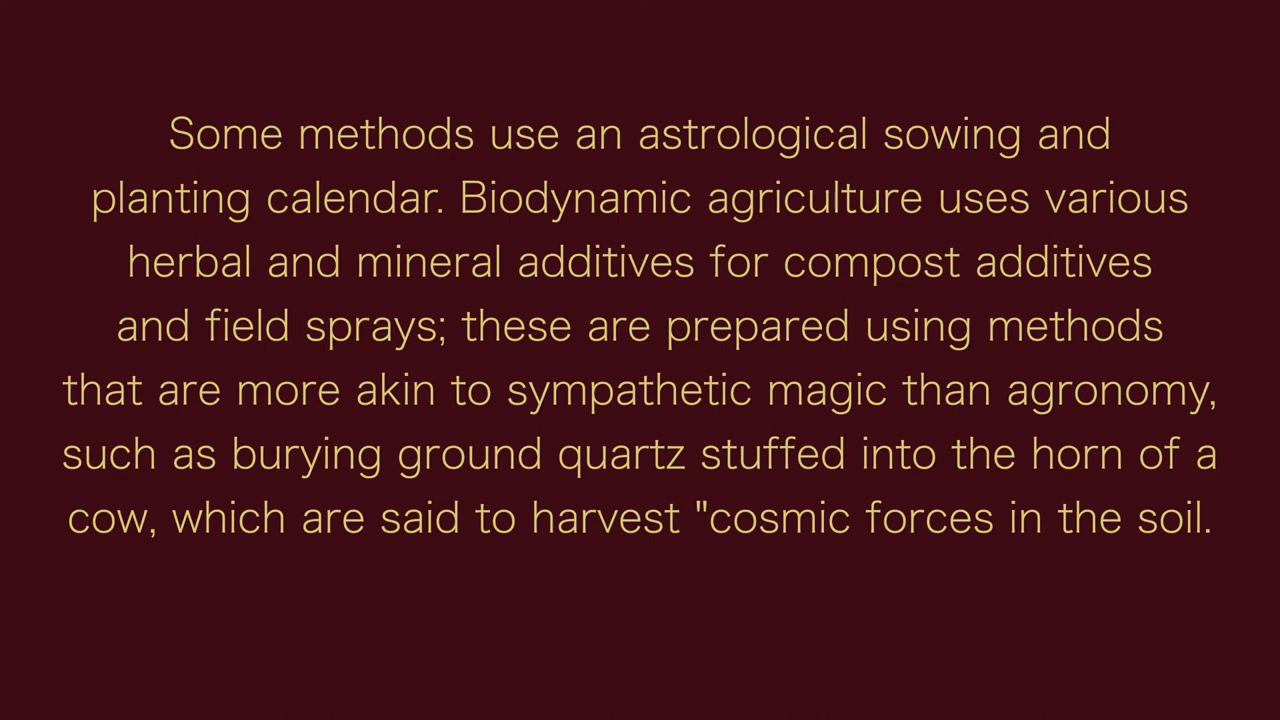 Some methods use an astrological sowing and
planting calendar. Biodynamic agriculture uses various
herbal and mineral additives for compost additives
and field sprays; these are prepared using methods
that are more akin to sympathetic magic than agronomy,
such as burying ground quartz stuffed into the horn of a
cow, which are said to harvest "cosmic forces in the soil.